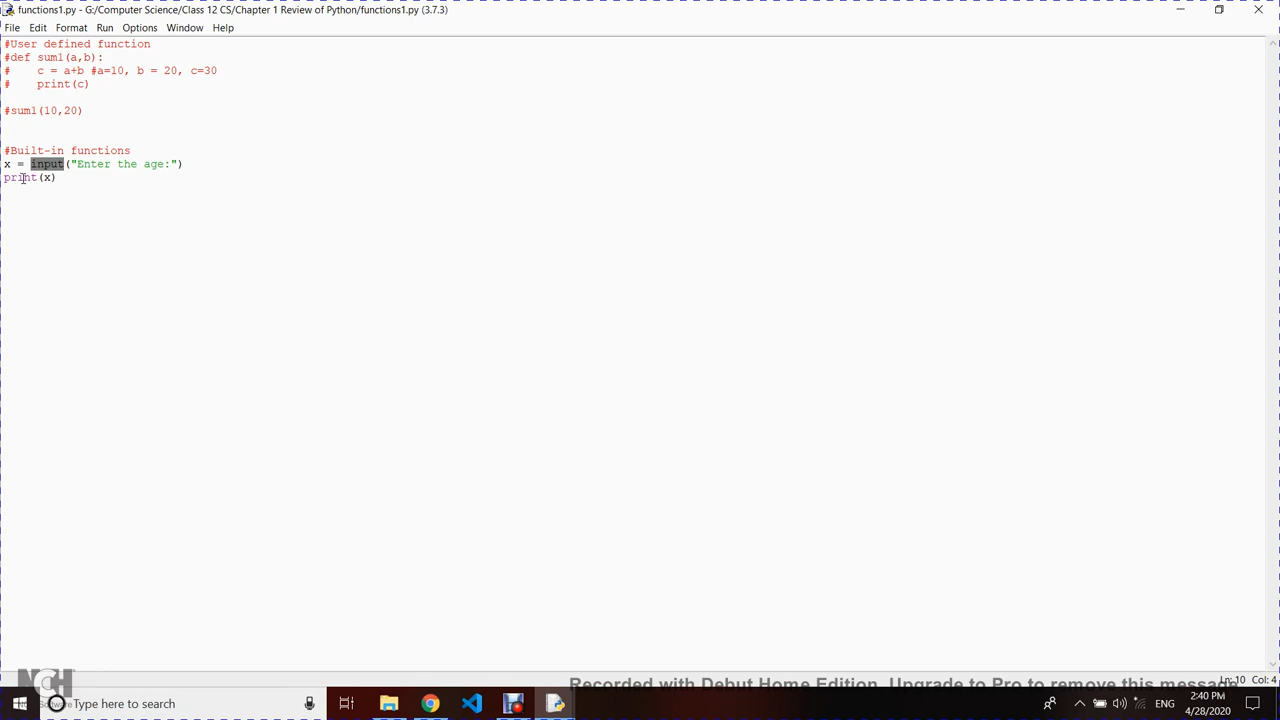 functions1.py - G:/Computer Science/Class 12 CS/Chapter 1 Review of Python/functions1.py (3.7.3)
File Edit Format Run Options Window Help
#User defined function
#def sum1(a,b):
#    c = a+b #a=10, b = 20, c=30
#    print(c)
#sum1(10,20)
#Built-in functions
x = input("Enter the age:")
print(x)
NCH
Software
Recorded with Debut Home Edition. Upgrade to Pro to remove this message
Ln: 10 Col: 4
Type here to search
ENG
2:40 PM
4/28/2020